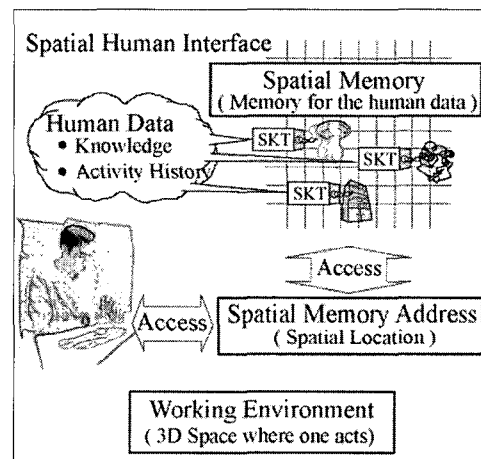 Spatial Human Interface
Spatial Memory
( Memory for the human data )
Human Data
• Knowledge
• Activity History
SKT
SKT
SKT
Access
Access
Spatial Memory Address
( Spatial Location )
Working Environment
( 3D Space where one acts)